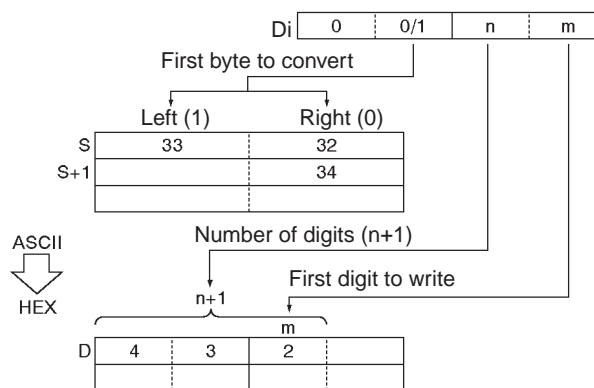 Di 0 0/1 n m
First byte to convert
Left (1) Right (0)
S 33 32
S+1 34
ASCII
HEX
Number of digits (n+1)
First digit to write
n+1
m
D 4 3 2